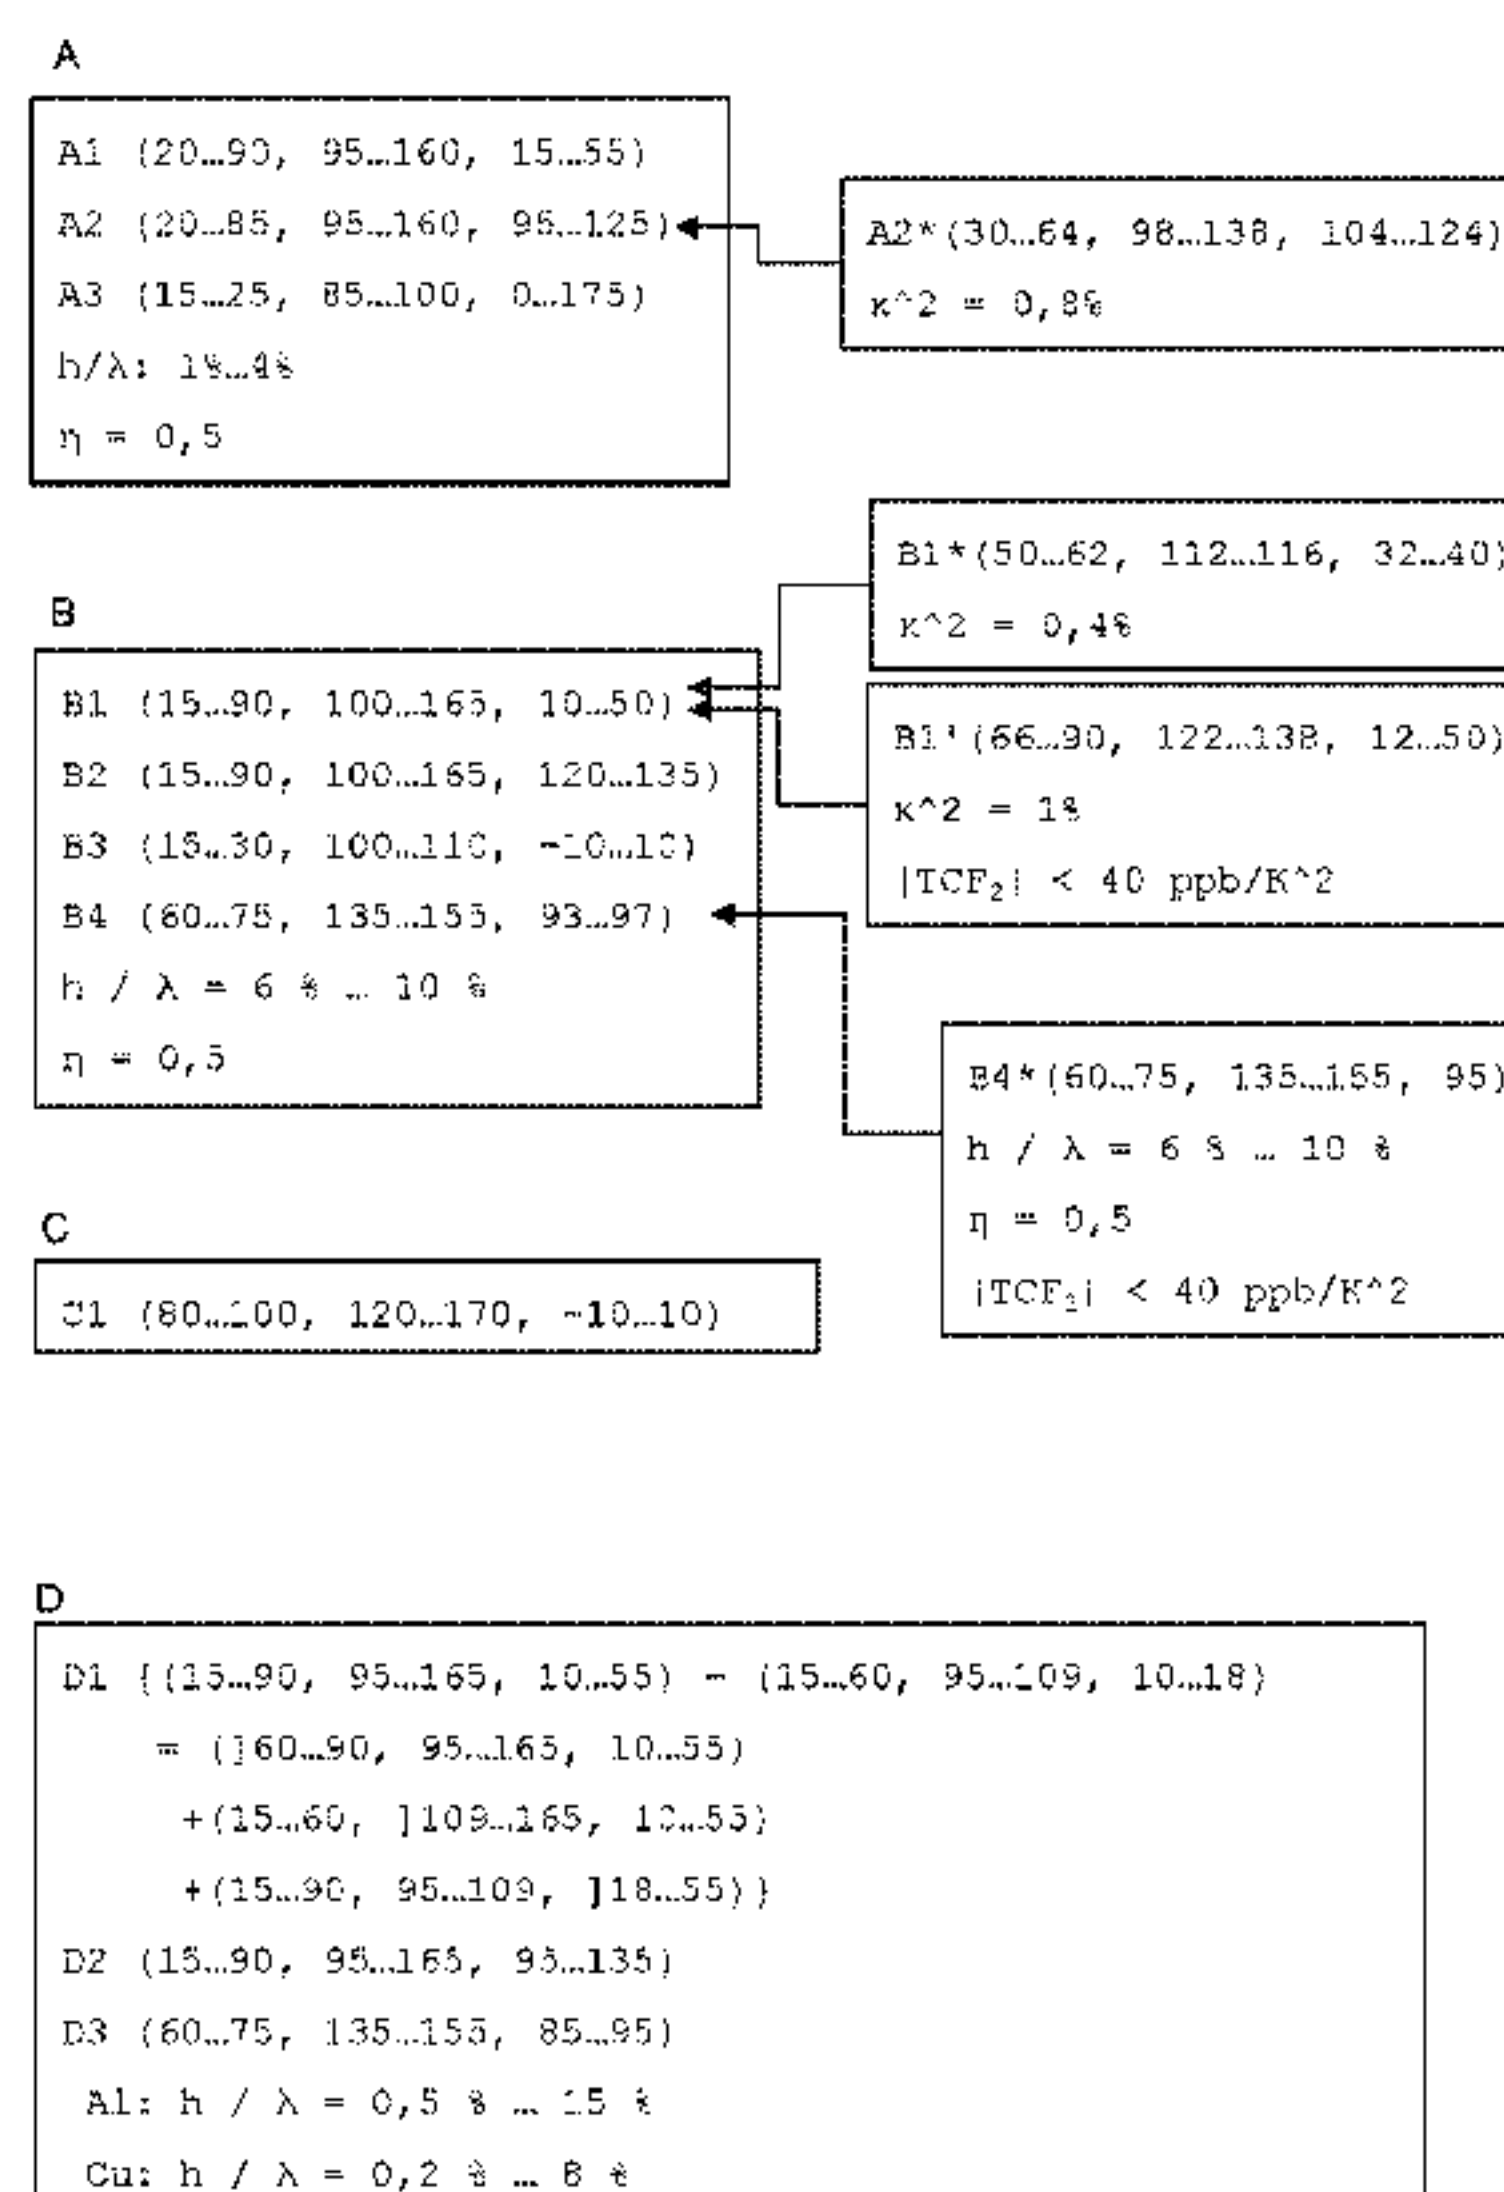 A
A1 (20…90, 95…160, 15…55)
A2 (20…85, 95…160, 95…125)
A3 (15…25, 85…100, 0…175)
h/λ: 1%…4%
η = 0,5
A2*(30…64, 98…138, 104…124)
κ^2 = 0,8%
B1*(50…62, 112…116, 32…40)
κ^2 = 0,4%
B
B1 (15…90, 100…165, 10…50)
B2 (15…90, 100…165, 120…135)
B3 (15…30, 100…110, -10…10)
B4 (60…75, 135…155, 93…97)
h / λ = 6 % … 10 %
η = 0,5
B1'(66…90, 122…138, 12…50)
κ^2 = 1%
|TCF₂| < 40 ppb/K^2
B4*(60…75, 135…155, 95)
h / λ = 6 % … 10 %
η = 0,5
|TCF₂| < 40 ppb/K^2
C
C1 (80…100, 120…170, -10…10)
D
D1 {(15…90, 95…165, 10…55) - (15…60, 95…109, 10…18)
= (]60…90, 95…165, 10…55)
+(15…60, ]109…165, 10…55)
+(15…90, 95…109, ]18…55)}
D2 (15…90, 95…165, 95…135)
D3 (60…75, 135…155, 85…95)
Al: h / λ = 0,5 % … 15 %
Cu: h / λ = 0,2 % … 8 %